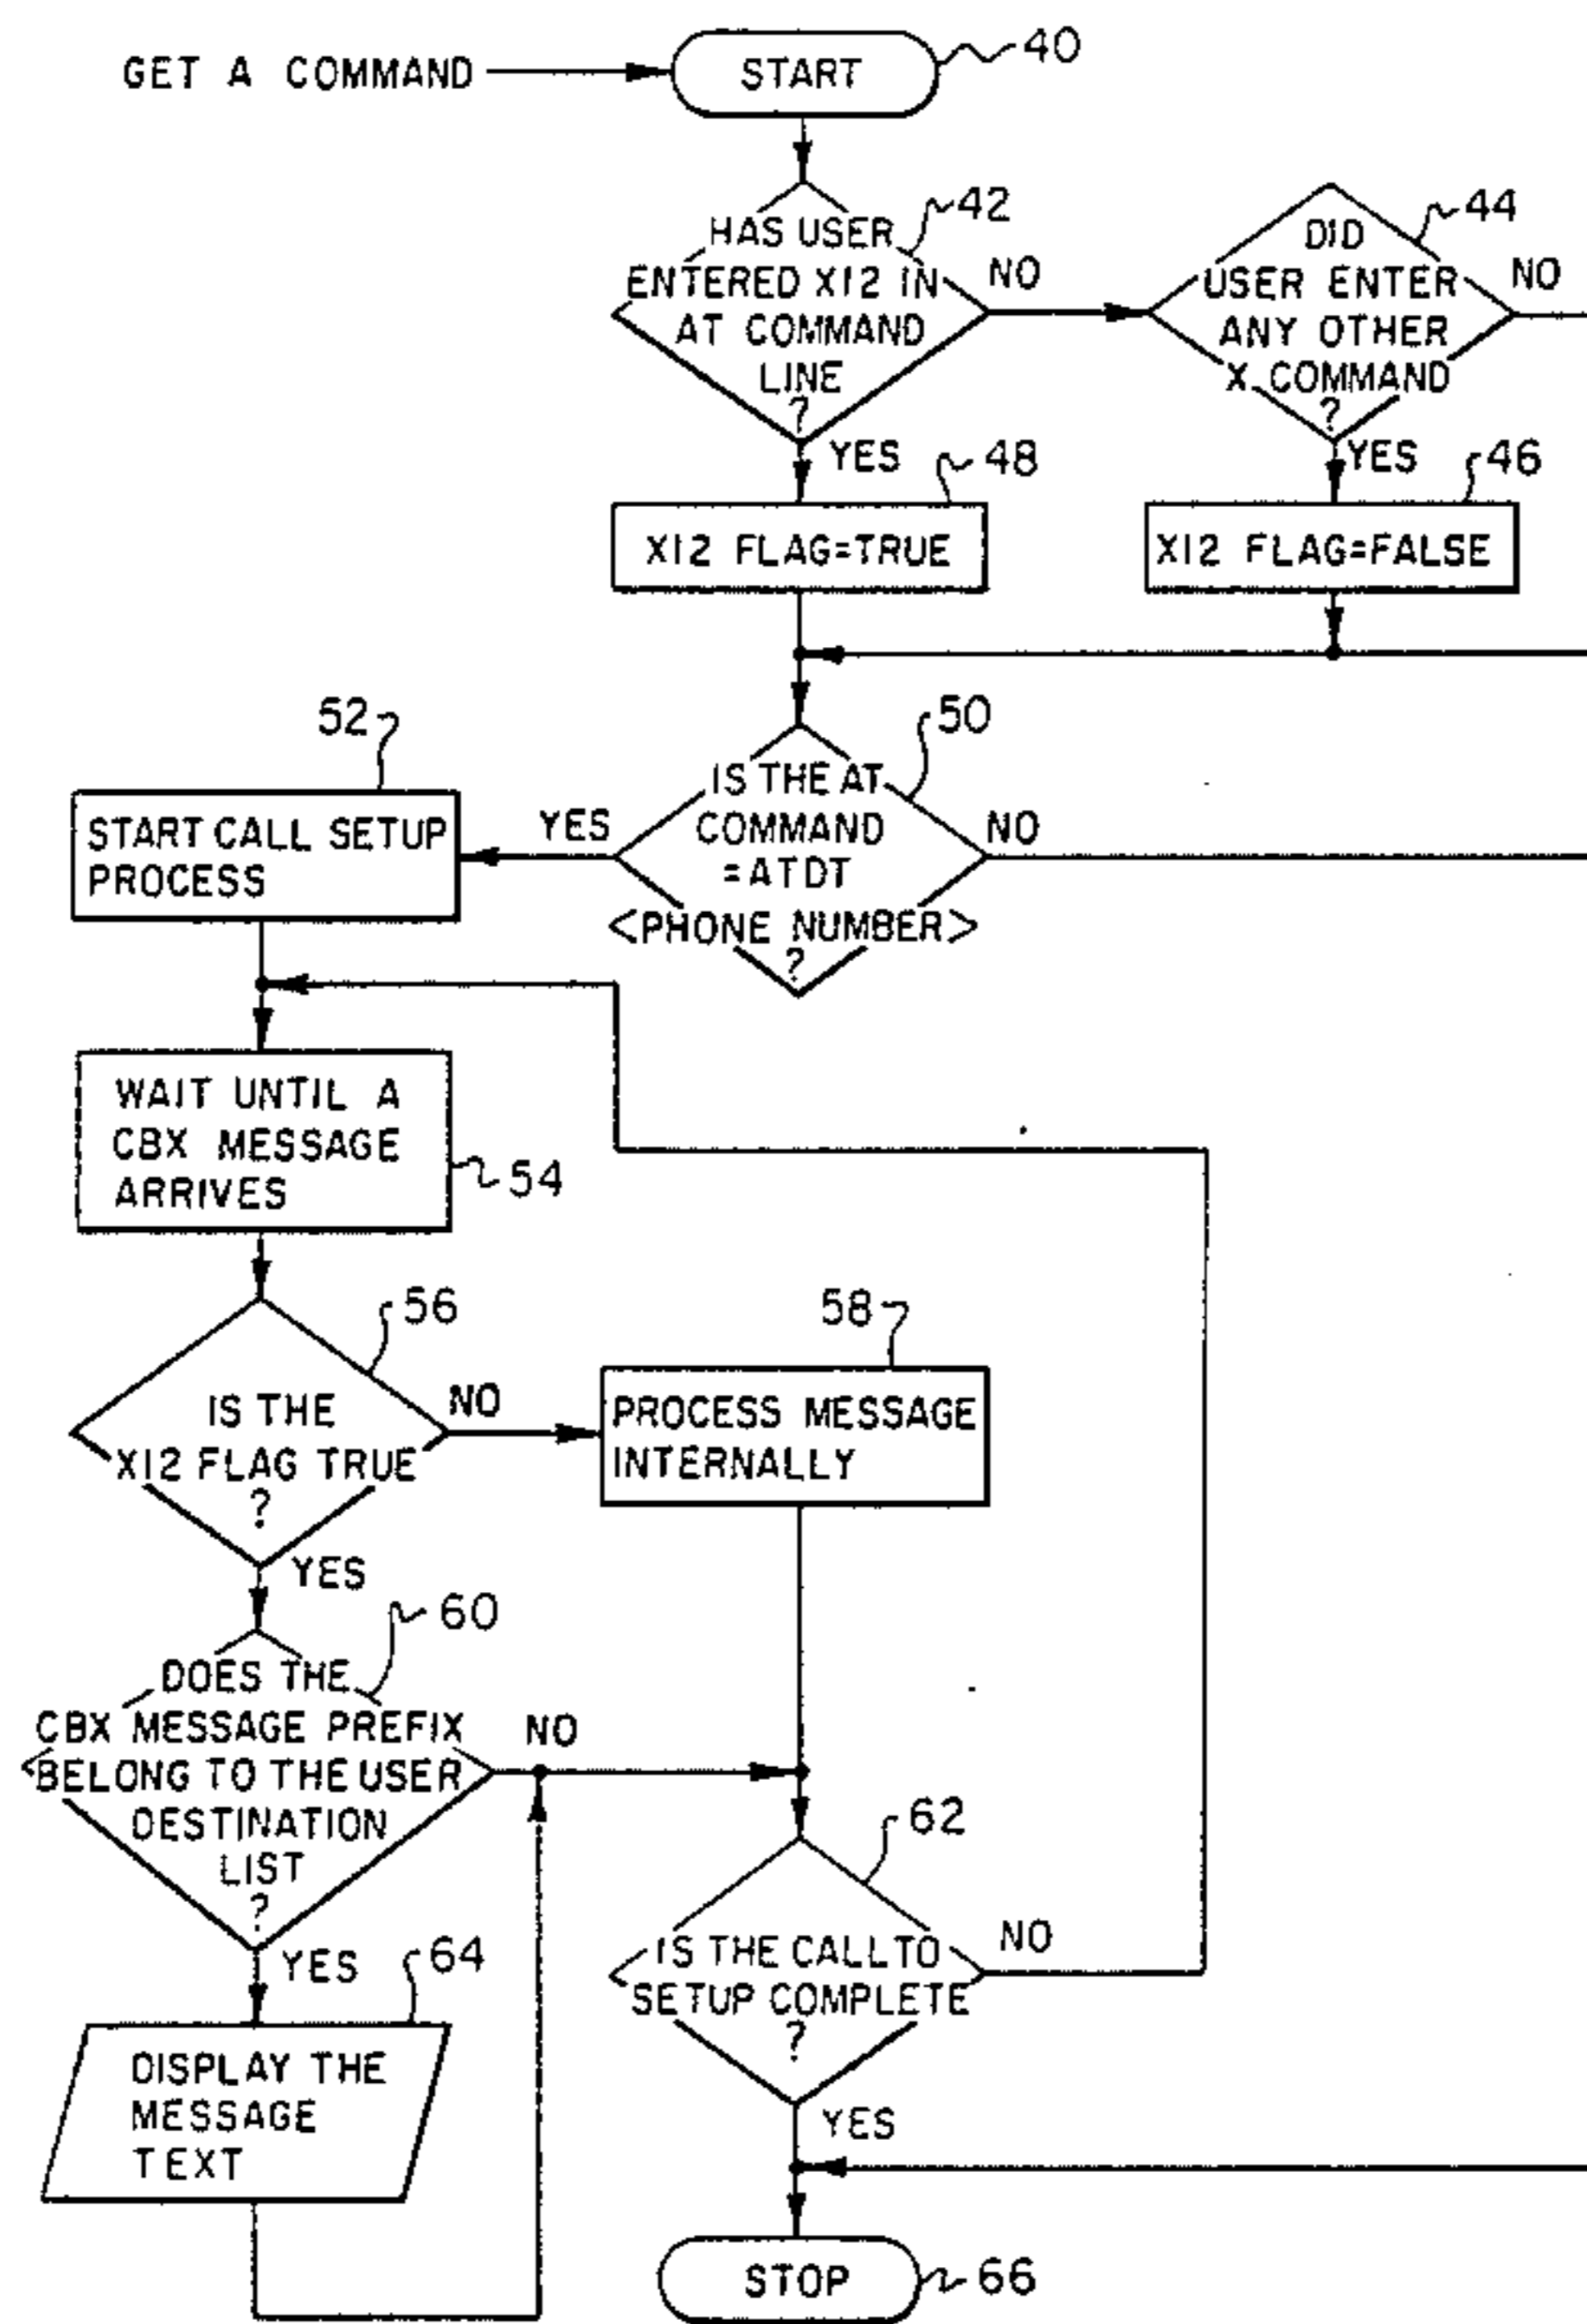 GET A COMMAND
START
40
HAS USER
ENTERED X12 IN
AT COMMAND
LINE
?
42
NO
DID
USER ENTER
ANY OTHER
X COMMAND
?
44
NO
YES
48
YES
46
X12 FLAG=TRUE
X12 FLAG=FALSE
52
50
START CALL SETUP
PROCESS
YES
IS THE AT
COMMAND
=ATDT
<PHONE NUMBER>
?
NO
WAIT UNTIL A
CBX MESSAGE
ARRIVES
54
56
58
IS THE
X12 FLAG TRUE
?
NO
PROCESS MESSAGE
INTERNALLY
YES
60
DOES THE
CBX MESSAGE PREFIX
BELONG TO THE USER
DESTINATION
LIST
?
NO
62
YES
64
IS THE CALL TO
SETUP COMPLETE
?
NO
DISPLAY THE
MESSAGE
TEXT
YES
STOP
66